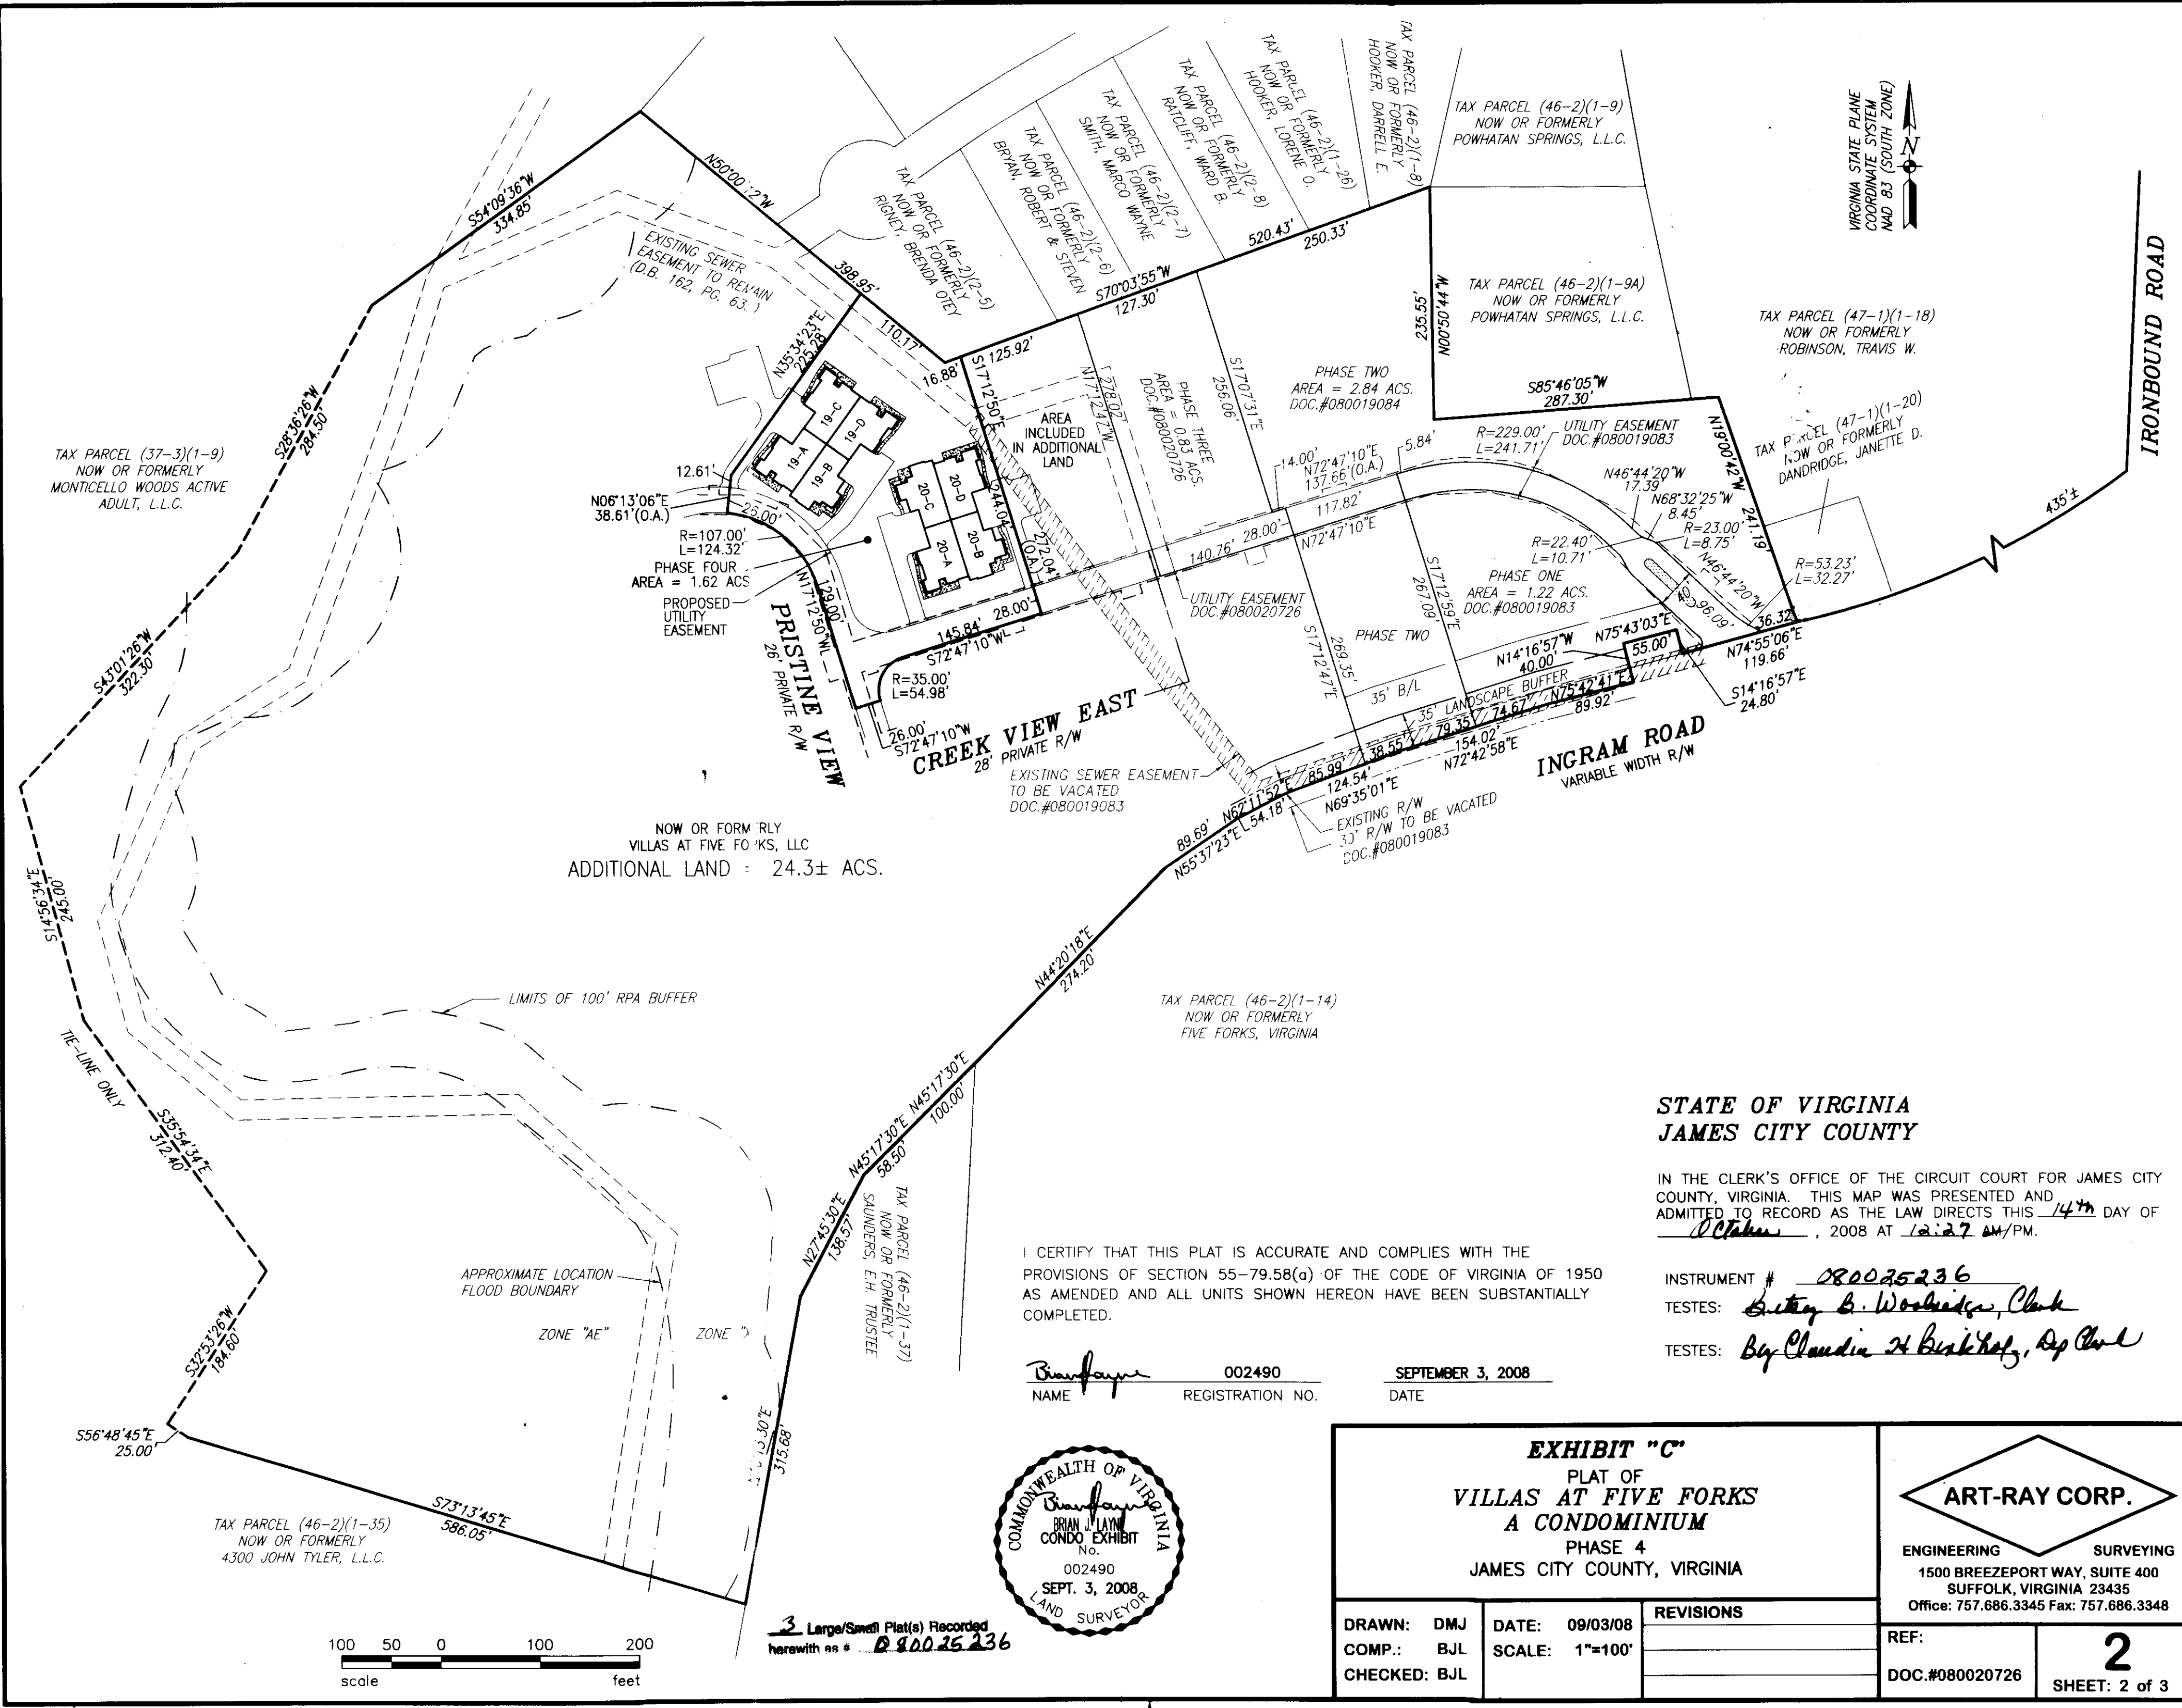 TAX PARCEL (46-2)(1-8)
NOW OR FORMERLY
HOOKER, DARRELL E.
TAX PARCEL (46-2)(1-26)
NOW OR FORMERLY
HOOKER, LORENE O.
TAX PARCEL (46-2)(2-8)
NOW OR FORMERLY
RATCLIFF, WARD B.
TAX PARCEL (46-2)(2-7)
NOW OR FORMERLY
SMITH, MARCO WAYNE
TAX PARCEL (46-2)(2-6)
NOW OR FORMERLY
BRYAN, ROBERT & STEVEN
TAX PARCEL (46-2)(2-5)
NOW OR FORMERLY
RIGNEY, BRENDA OTEY
TAX PARCEL (46-2)(1-9)
NOW OR FORMERLY
POWHATAN SPRINGS, L.L.C.
VIRGINIA STATE PLANE
COORDINATE SYSTEM
NAD 83 (SOUTH ZONE)
N
IRONBOUND ROAD
S54°09'36"W
334.85'
N50°00'12"W
398.95'
EXISTING SEWER
EASEMENT TO REMAIN
(D.B. 162, PG. 63
520.43'
250.33'
S70°03'55"W
127.30'
235.55'
N00°50'44"W
TAX PARCEL (46-2)(1-9A)
NOW OR FORMERLY
POWHATAN SPRINGS, L.L.C.
TAX PARCEL (47-1)(1-18)
NOW OR FORMERLY
ROBINSON, TRAVIS W.
N35°34'23"E
225.28'
110.17'
16.88'
S 125.92'
S17°12'50"E
278.02'
N17°12'47"W
PHASE THREE
AREA = 0.83 ACS.
DOC.#080020726
S17°07'31"E
256.06'
PHASE TWO
AREA = 2.84 ACS.
DOC.#080019084
S85°46'05"W
287.30'
N19°00'42"W
241.19'
TAX PARCEL (47-1)(1-20)
NOW OR FORMERLY
DANDRIDGE, JANETTE D.
435'±
S28°36'26"W
284.50'
TAX PARCEL (37-3)(1-9)
NOW OR FORMERLY
MONTICELLO WOODS ACTIVE
ADULT, L.L.C.
19-C
19-D
19-A
19-B
20-C
20-D
20-A
20-B
AREA
INCLUDED
IN ADDITIONAL
LAND
244.04'
272.04'
(O.A.)
12.61'
N06°13'06"E
38.61'(O.A.)
25.00'
R=107.00'
L=124.32'
PHASE FOUR
AREA = 1.62 ACS
PROPOSED
UTILITY
EASEMENT
129.00'
N17°12'50"W
PRISTINE VIEW
26' PRIVATE R/W
28.00'
145.84'
S72°47'10"W
R=35.00'
L=54.98'
26.00'
S72°47'10"W
CREEK VIEW EAST
28' PRIVATE R/W
14.00'
N72°47'10"E
137.66'(O.A.)
5.84'
117.82'
28.00'
140.76'
N72°47'10"E
R=229.00'
L=241.71'
UTILITY EASEMENT
DOC.#080019083
N46°44'20"W
17.39'
N68°32'25"W
8.45'
R=23.00'
L=8.75'
R=22.40'
L=10.71'
R=53.23'
L=32.27'
N46°44'20"W
96.09'
36.32'
PHASE ONE
AREA = 1.22 ACS.
DOC.#080019083
S17°12'59"E
267.09'
PHASE TWO
269.35'
S17°12'47"E
UTILITY EASEMENT
DOC.#080020726
N75°43'03"E
55.00'
N14°16'57"W
40.00'
N74°55'06"E
119.66'
S14°16'57"E
24.80'
35' B/L
35' LANDSCAPE BUFFER
N75°42'41"E
89.92'
74.67'
79.35'
38.55'
85.99'
154.02'
N72°42'58"E
124.54'
N69°35'01"E
N62°11'52"E
54.18'
89.69'
N55°37'23"E
INGRAM ROAD
VARIABLE WIDTH R/W
EXISTING SEWER EASEMENT
TO BE VACATED
DOC.#080019083
EXISTING R/W
30' R/W TO BE VACATED
DOC.#080019083
S43°01'26"W
322.30'
NOW OR FORM RLY
VILLAS AT FIVE FO KS, LLC
ADDITIONAL LAND = 24.3± ACS.
S14°56'34"E
245.00'
LIMITS OF 100' RPA BUFFER
TIE-LINE ONLY
N44°20'18"E
274.20'
TAX PARCEL (46-2)(1-14)
NOW OR FORMERLY
FIVE FORKS, VIRGINIA
S35°54'34"E
312.40'
N45°17'30"E
100.00'
N45°17'30"E
58.50'
N27°45'30"E
138.57'
TAX PARCEL (46-2)(1-37)
NOW OR FORMERLY
SAUNDERS, E.H. TRUSTEE
APPROXIMATE LOCATION
FLOOD BOUNDARY
ZONE "AE"
ZONE "
S32°53'26"W
184.60'
S56°48'45"E
25.00'
315.68'
S73°13'45"E
586.05'
TAX PARCEL (46-2)(1-35)
NOW OR FORMERLY
4300 JOHN TYLER, L.L.C.
STATE OF VIRGINIA
JAMES CITY COUNTY
IN THE CLERK'S OFFICE OF THE CIRCUIT COURT FOR JAMES CITY
COUNTY, VIRGINIA. THIS MAP WAS PRESENTED AND
ADMITTED TO RECORD AS THE LAW DIRECTS THIS 14th DAY OF
October, 2008 AT 12:27 AM/PM.
INSTRUMENT # 080025236
TESTES: Betsy B. Woolridge, Clerk
TESTES: By Claudia H Dep Clerk
I CERTIFY THAT THIS PLAT IS ACCURATE AND COMPLIES WITH THE
PROVISIONS OF SECTION 55-79.58(a) OF THE CODE OF VIRGINIA OF 1950
AS AMENDED AND ALL UNITS SHOWN HEREON HAVE BEEN SUBSTANTIALLY
COMPLETED.
Brian Layne 002490 SEPTEMBER 3, 2008
NAME REGISTRATION NO. DATE
COMMONWEALTH OF VIRGINIA
Brian Layne
BRIAN J. LAYNE
CONDO EXHIBIT
No.
002490
SEPT. 3, 2008
LAND SURVEYOR
3 Large/Small Plat(s) Recorded
herewith as # 080025236
100 50 0 100 200
scale feet
EXHIBIT "C"
PLAT OF
VILLAS AT FIVE FORKS
A CONDOMINIUM
PHASE 4
JAMES CITY COUNTY, VIRGINIA
DRAWN: DMJ
COMP.: BJL
CHECKED: BJL
DATE: 09/03/08
SCALE: 1"=100'
REVISIONS
ART-RAY CORP.
ENGINEERING SURVEYING
1500 BREEZEPORT WAY, SUITE 400
SUFFOLK, VIRGINIA 23435
Office: 757.686.3345 Fax: 757.686.3348
REF:
DOC.#080020726
2
SHEET: 2 of 3